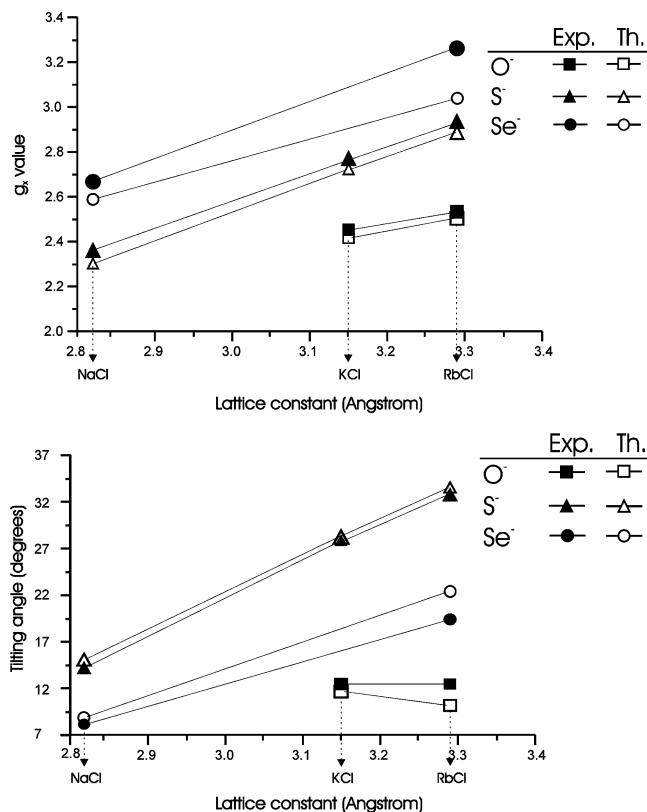 3.4
3.2
3.0
2.8
2.6
2.4
2.2
2.0
gx value
Exp. Th.
O-
S-
Se-
2.8 2.9 3.0 3.1 3.2 3.3 3.4
NaCl KCl RbCl
Lattice constant (Angstrom)
37
32
27
22
17
12
7
Tilting angle (degrees)
Exp. Th.
O-
S-
Se-
2.8 2.9 3.0 3.1 3.2 3.3 3.4
NaCl KCl RbCl
Lattice constant (Angstrom)